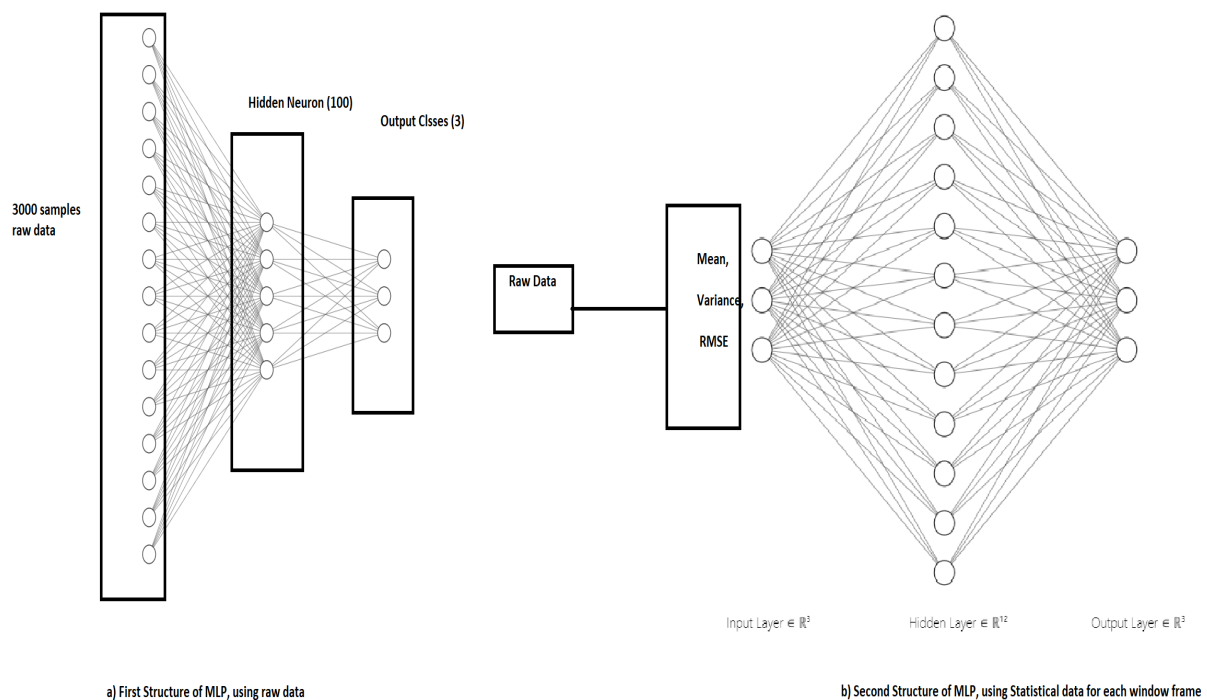 Hidden Neuron (100)
Output Clsses (3)
3000 samples
raw data
Raw Data
Mean,
Variance,
RMSE
Input Layer ∈ ℝ³
Hidden Layer ∈ ℝ¹²
Output Layer ∈ ℝ³
a) First Structure of MLP, using raw data
b) Second Structure of MLP, using Statistical data for each window frame